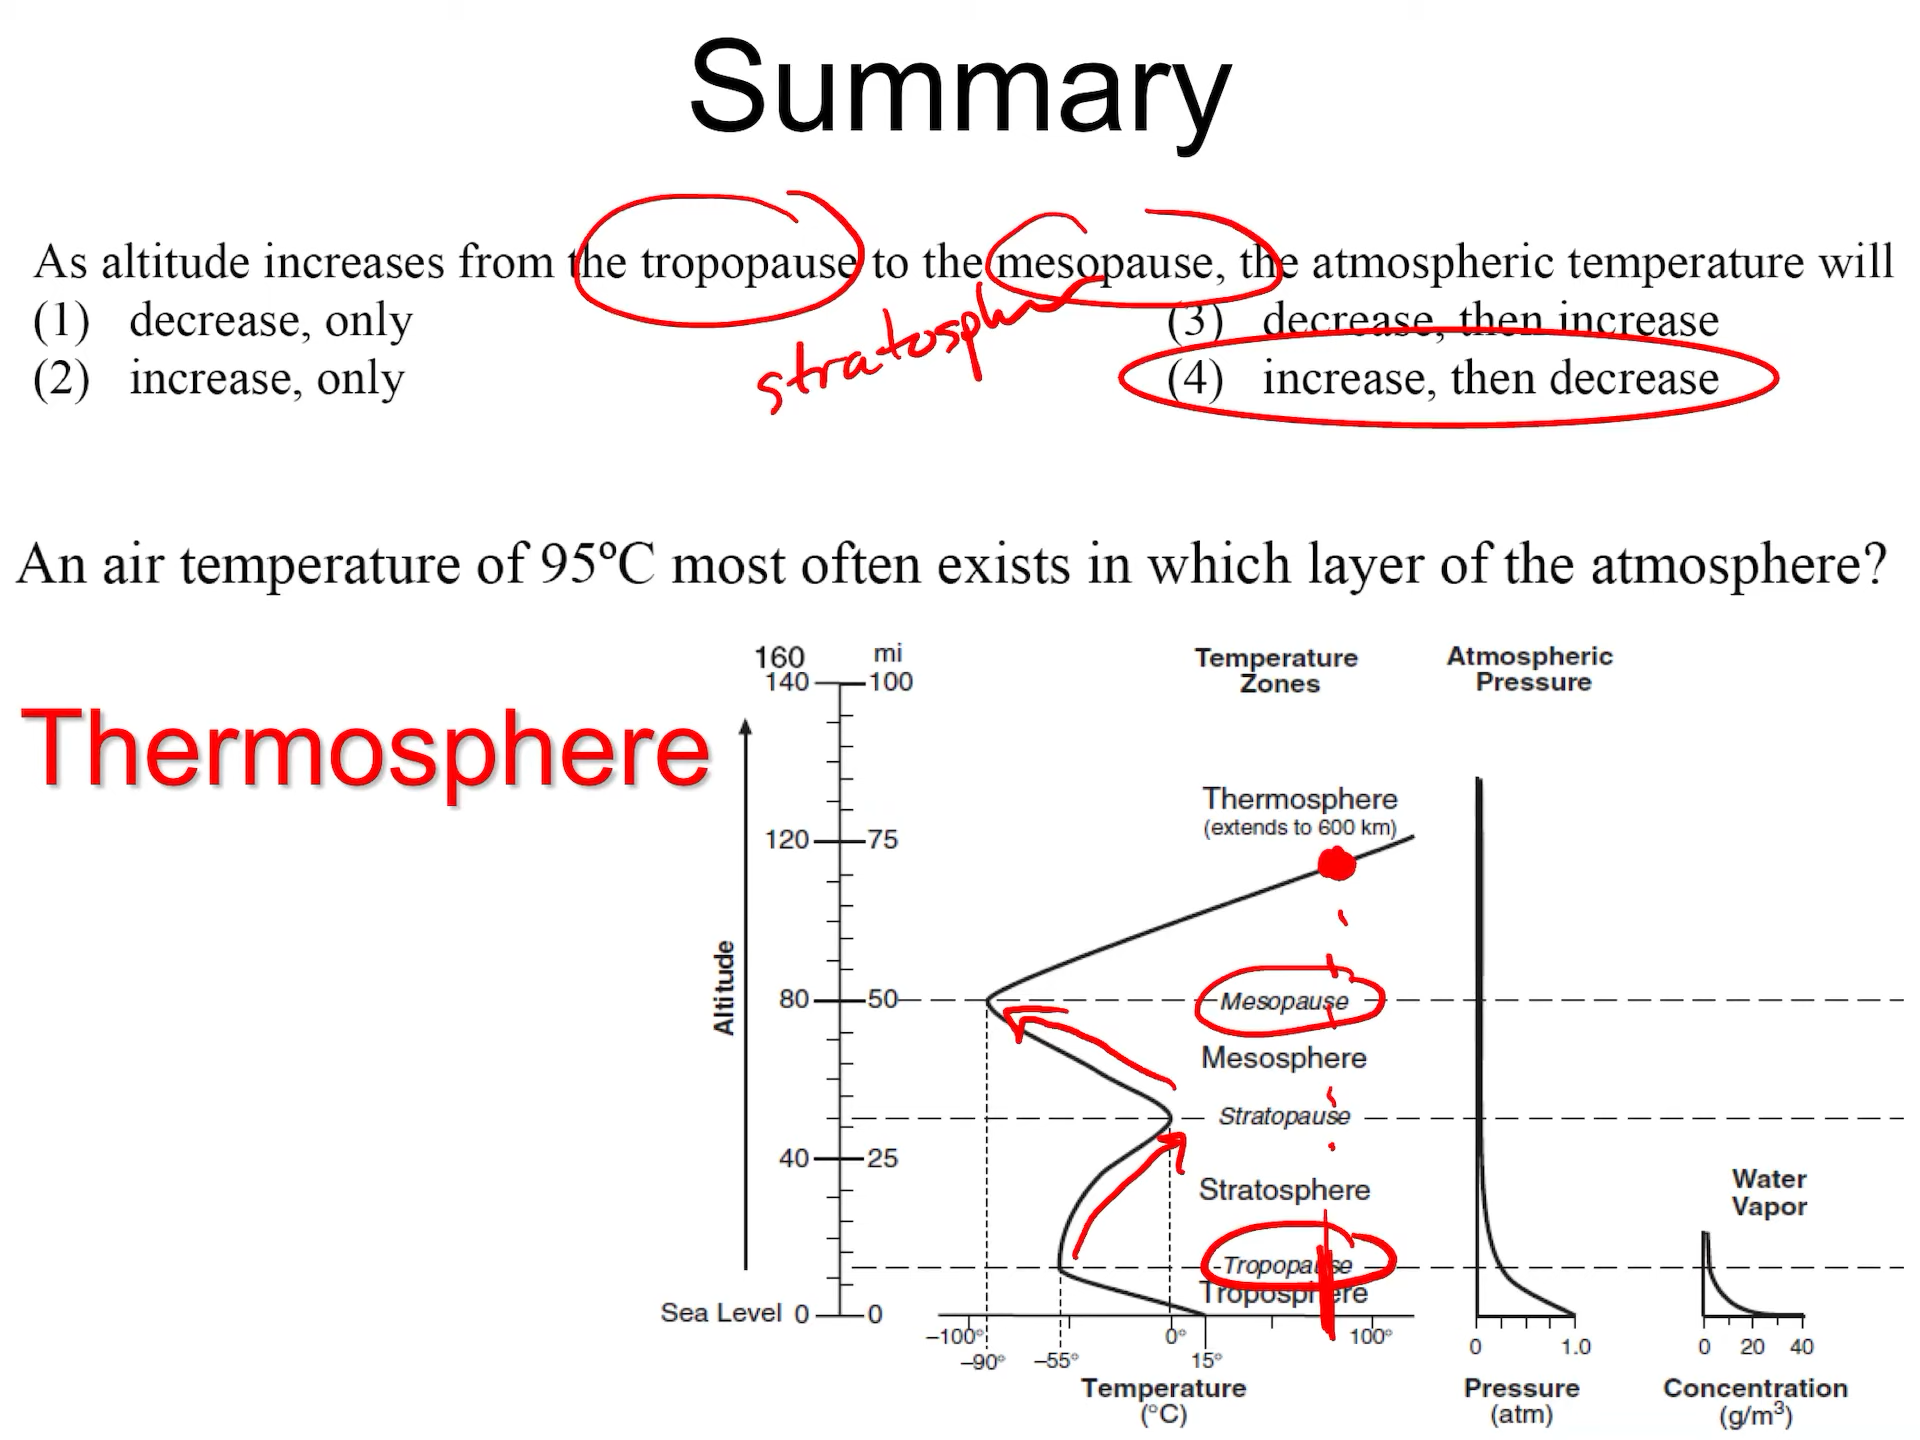 Summary
As altitude increases from the tropopause to the mesopause, the atmospheric temperature will
(1) decrease, only
(3) decrease, then increase
(2) increase, only
(4) increase, then decrease
An air temperature of 95ºC most often exists in which layer of the atmosphere?
Thermosphere
160 mi
140 100
Temperature Zones
Atmospheric Pressure
Thermosphere
(extends to 600 km)
120 75
Altitude
80 50
Mesopause
Mesosphere
Stratopause
40 25
Stratosphere
Water Vapor
Tropopause
Troposphere
Sea Level 0 0
–100° 0° 100°
–90° –55° 15°
Temperature
(°C)
0 1.0
Pressure
(atm)
0 20 40
Concentration
(g/m³)